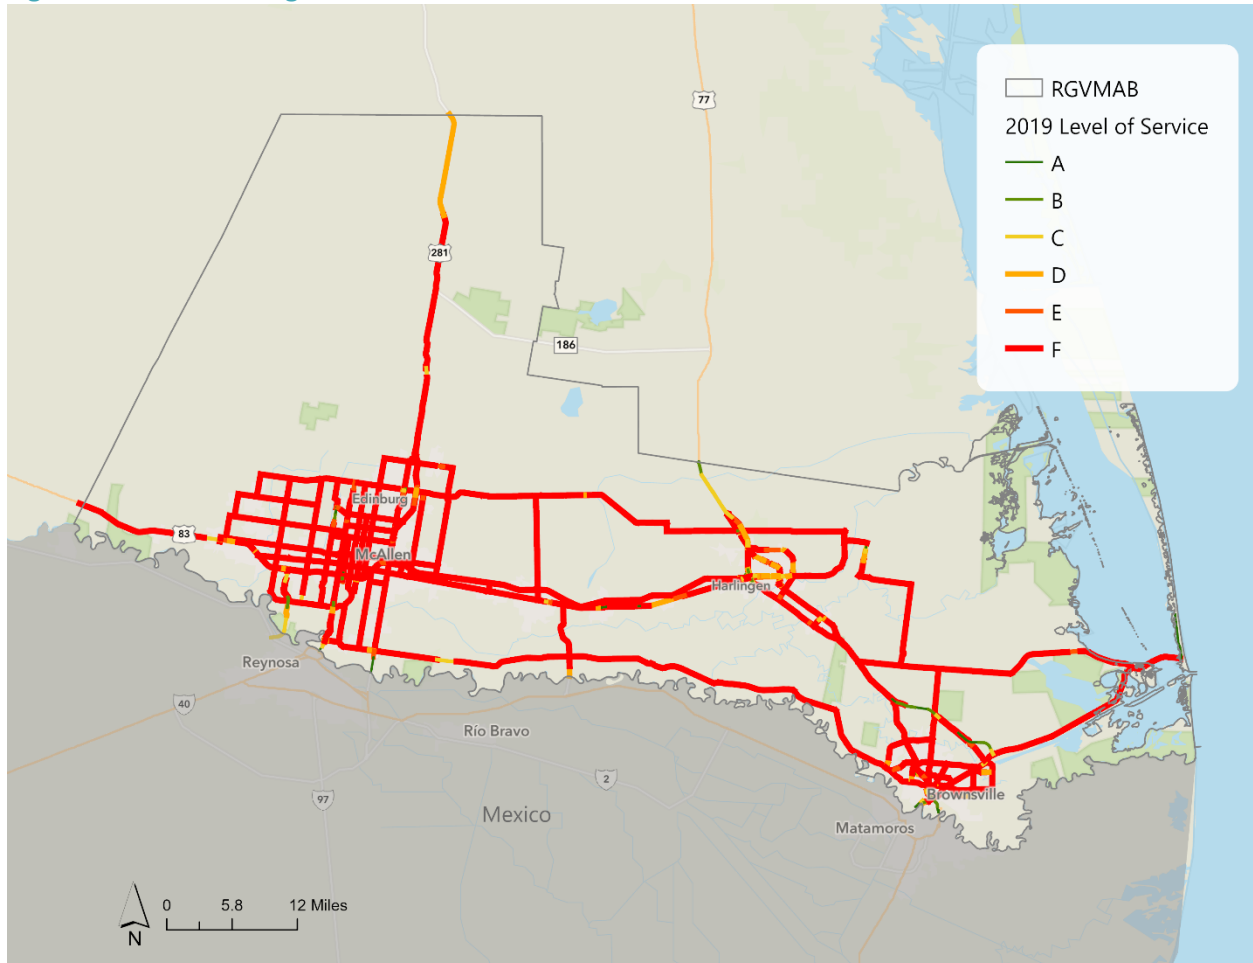 77
RGVMAB
2019 Level of Service
A
B
C
D
E
F
281
186
Edinburg
83
McAllen
Harlingen
Reynosa
40
Río Bravo
2
97
Mexico
Brownsville
Matamoros
0 5.8 12 Miles
N